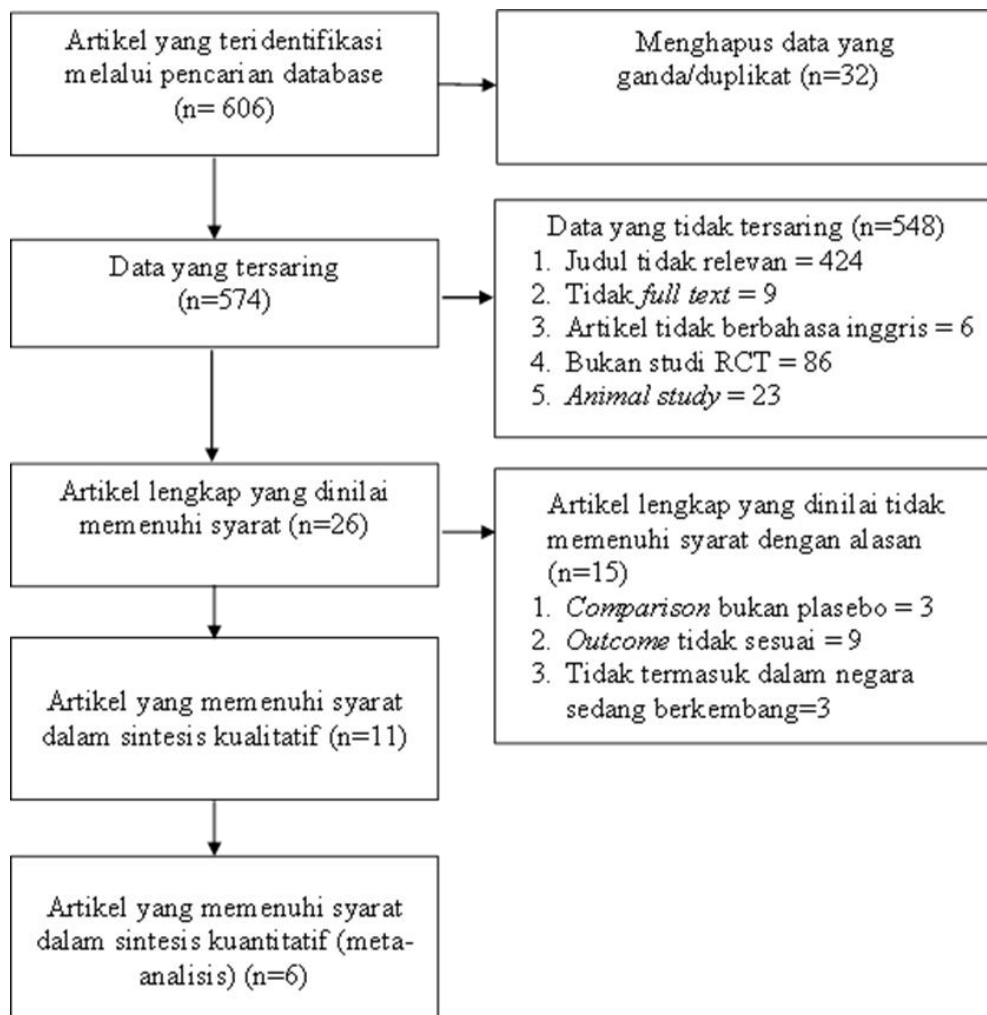 Artikel yang teridentifikasi
melalui pencarian database
(n= 606)
Menghapus data yang
ganda/duplikat (n=32)
Data yang tersaring
(n=574)
Data yang tidak tersaring (n=548)
1. Judul tidak relevan = 424
2. Tidak full text = 9
3. Artikel tidak berbahasa inggris = 6
4. Bukan studi RCT = 86
5. Animal study = 23
Artikel lengkap yang dinilai
memenuhi syarat (n=26)
Artikel lengkap yang dinilai tidak
memenuhi syarat dengan alasan
(n=15)
1. Comparison bukan plasebo = 3
2. Outcome tidak sesuai = 9
3. Tidak termasuk dalam negara
sedang berkembang=3
Artikel yang memenuhi syarat
dalam sintesis kualitatif (n=11)
Artikel yang memenuhi syarat
dalam sintesis kuantitatif (meta-
analisis) (n=6)